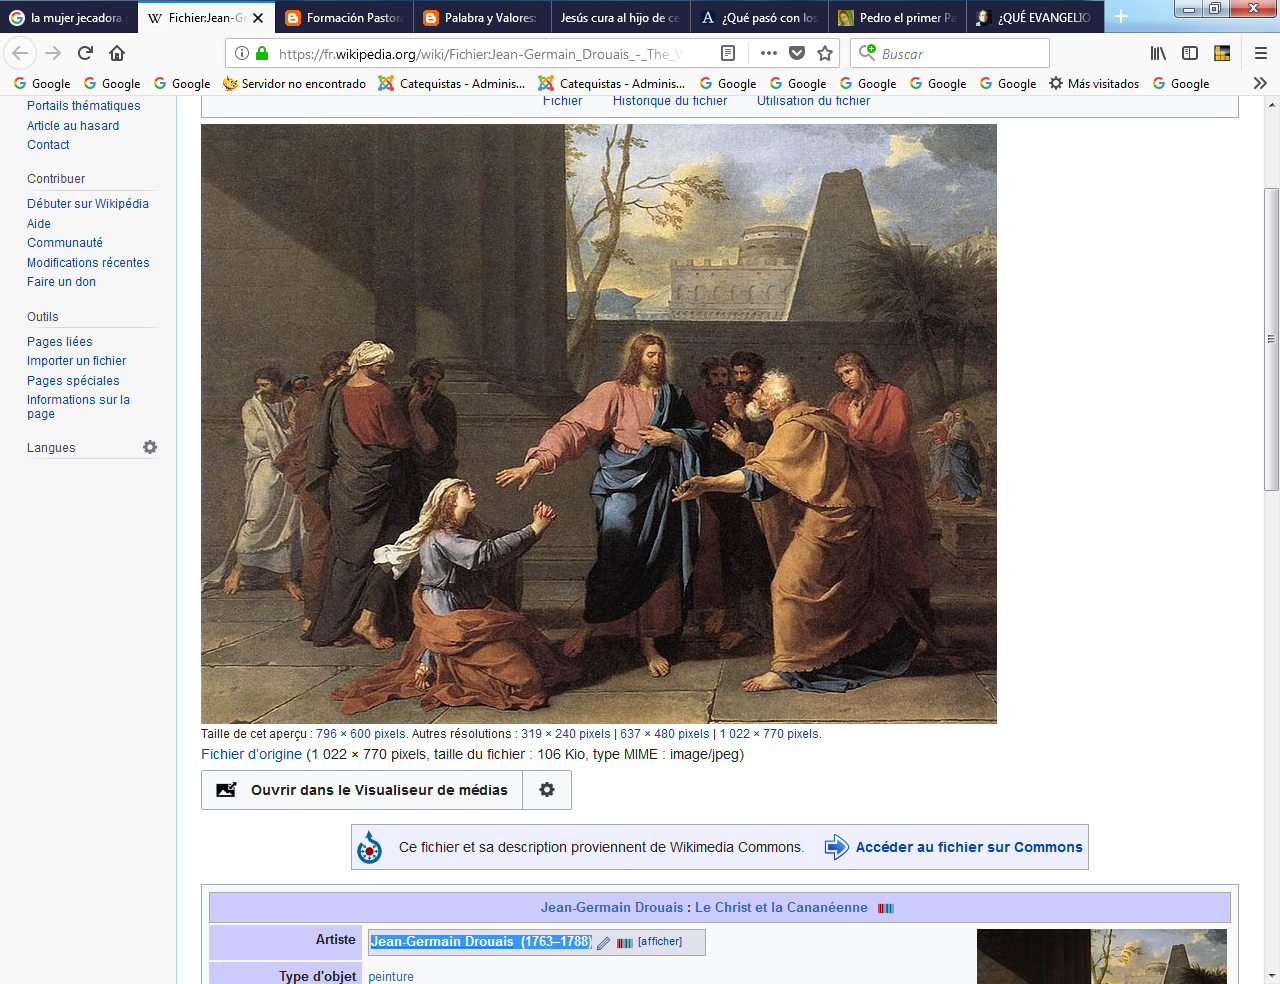 la mujer jecadora
Fichier:Jean-Ge
Formación Pastora
Palabra y Valores:
Jesús cura al hijo de ce
¿Qué pasó con los
Pedro el primer Pa
¿QUÉ EVANGELIO
https://fr.wikipedia.org/wiki/Fichier:Jean-Germain_Drouais_-_The_W
Buscar
Google
Google
Google
Servidor no encontrado
Catequistas - Adminis...
Catequistas - Adminis...
Google
Google
Google
Google
Google
Más visitados
Google
Portails thématiques
Article au hasard
Contact
Contribuer
Débuter sur Wikipédia
Aide
Communauté
Modifications récentes
Faire un don
Outils
Pages liées
Importer un fichier
Pages spéciales
Informations sur la
page
Langues
Fichier
Historique du fichier
Utilisation du fichier
Taille de cet aperçu : 796 × 600 pixels. Autres résolutions : 319 × 240 pixels | 637 × 480 pixels | 1 022 × 770 pixels.
Fichier d'origine (1 022 × 770 pixels, taille du fichier : 106 Kio, type MIME : image/jpeg)
Ouvrir dans le Visualiseur de médias
Ce fichier et sa description proviennent de Wikimedia Commons.
Accéder au fichier sur Commons
Jean-Germain Drouais : Le Christ et la Cananéenne
Artiste
Jean-Germain Drouais (1763–1788)
[afficher]
Type d'objet
peinture